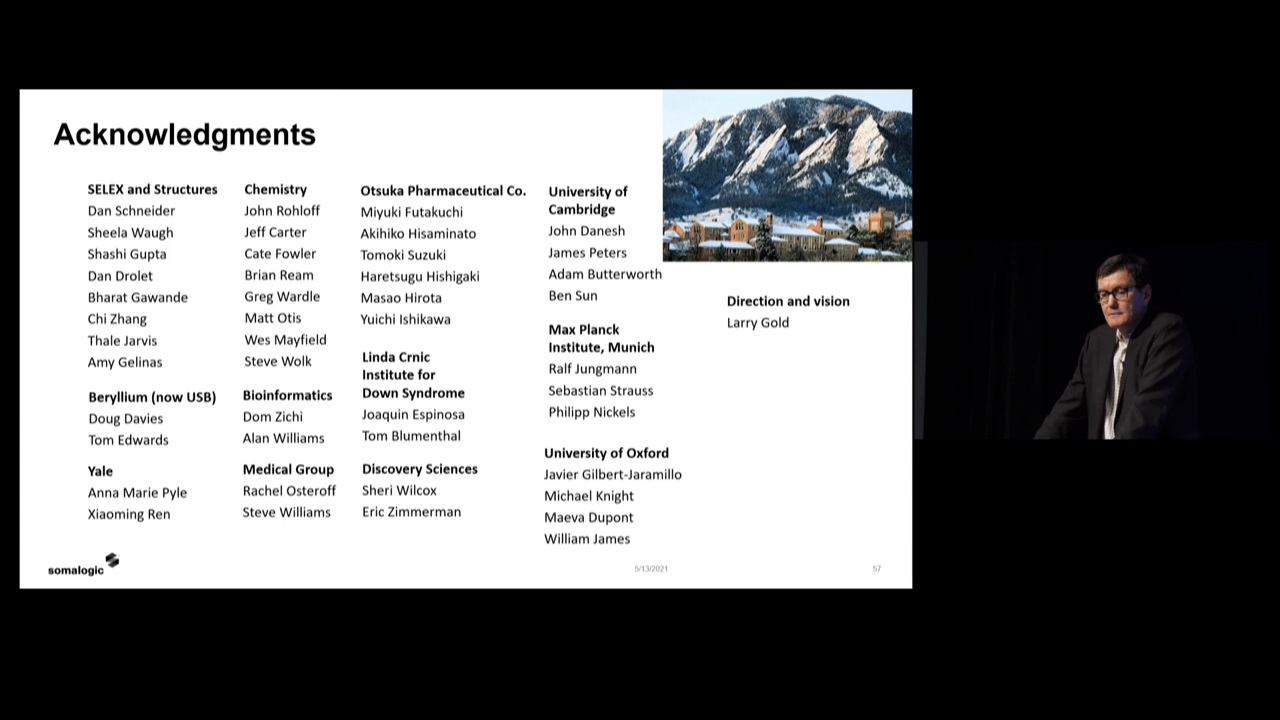 Acknowledgments
SELEX and Structures
Dan Schneider
Sheela Waugh
Shashi Gupta
Dan Drolet
Bharat Gawande
Chi Zhang
Thale Jarvis
Amy Gelinas
Beryllium (now USB)
Doug Davies
Tom Edwards
Yale
Anna Marie Pyle
Xiaoming Ren
Chemistry
John Rohloff
Jeff Carter
Cate Fowler
Brian Ream
Greg Wardle
Matt Otis
Wes Mayfield
Steve Wolk
Bioinformatics
Dom Zichi
Alan Williams
Medical Group
Rachel Osteroff
Steve Williams
Otsuka Pharmaceutical Co.
Miyuki Futakuchi
Akihiko Hisaminato
Tomoki Suzuki
Haretsugu Hishigaki
Masao Hirota
Yuichi Ishikawa
Linda Crnic
Institute for
Down Syndrome
Joaquin Espinosa
Tom Blumenthal
Discovery Sciences
Sheri Wilcox
Eric Zimmerman
University of
Cambridge
John Danesh
James Peters
Adam Butterworth
Ben Sun
Max Planck
Institute, Munich
Ralf Jungmann
Sebastian Strauss
Philipp Nickels
University of Oxford
Javier Gilbert-Jaramillo
Michael Knight
Maeva Dupont
William James
Direction and vision
Larry Gold
somalogic
5/13/2021
57